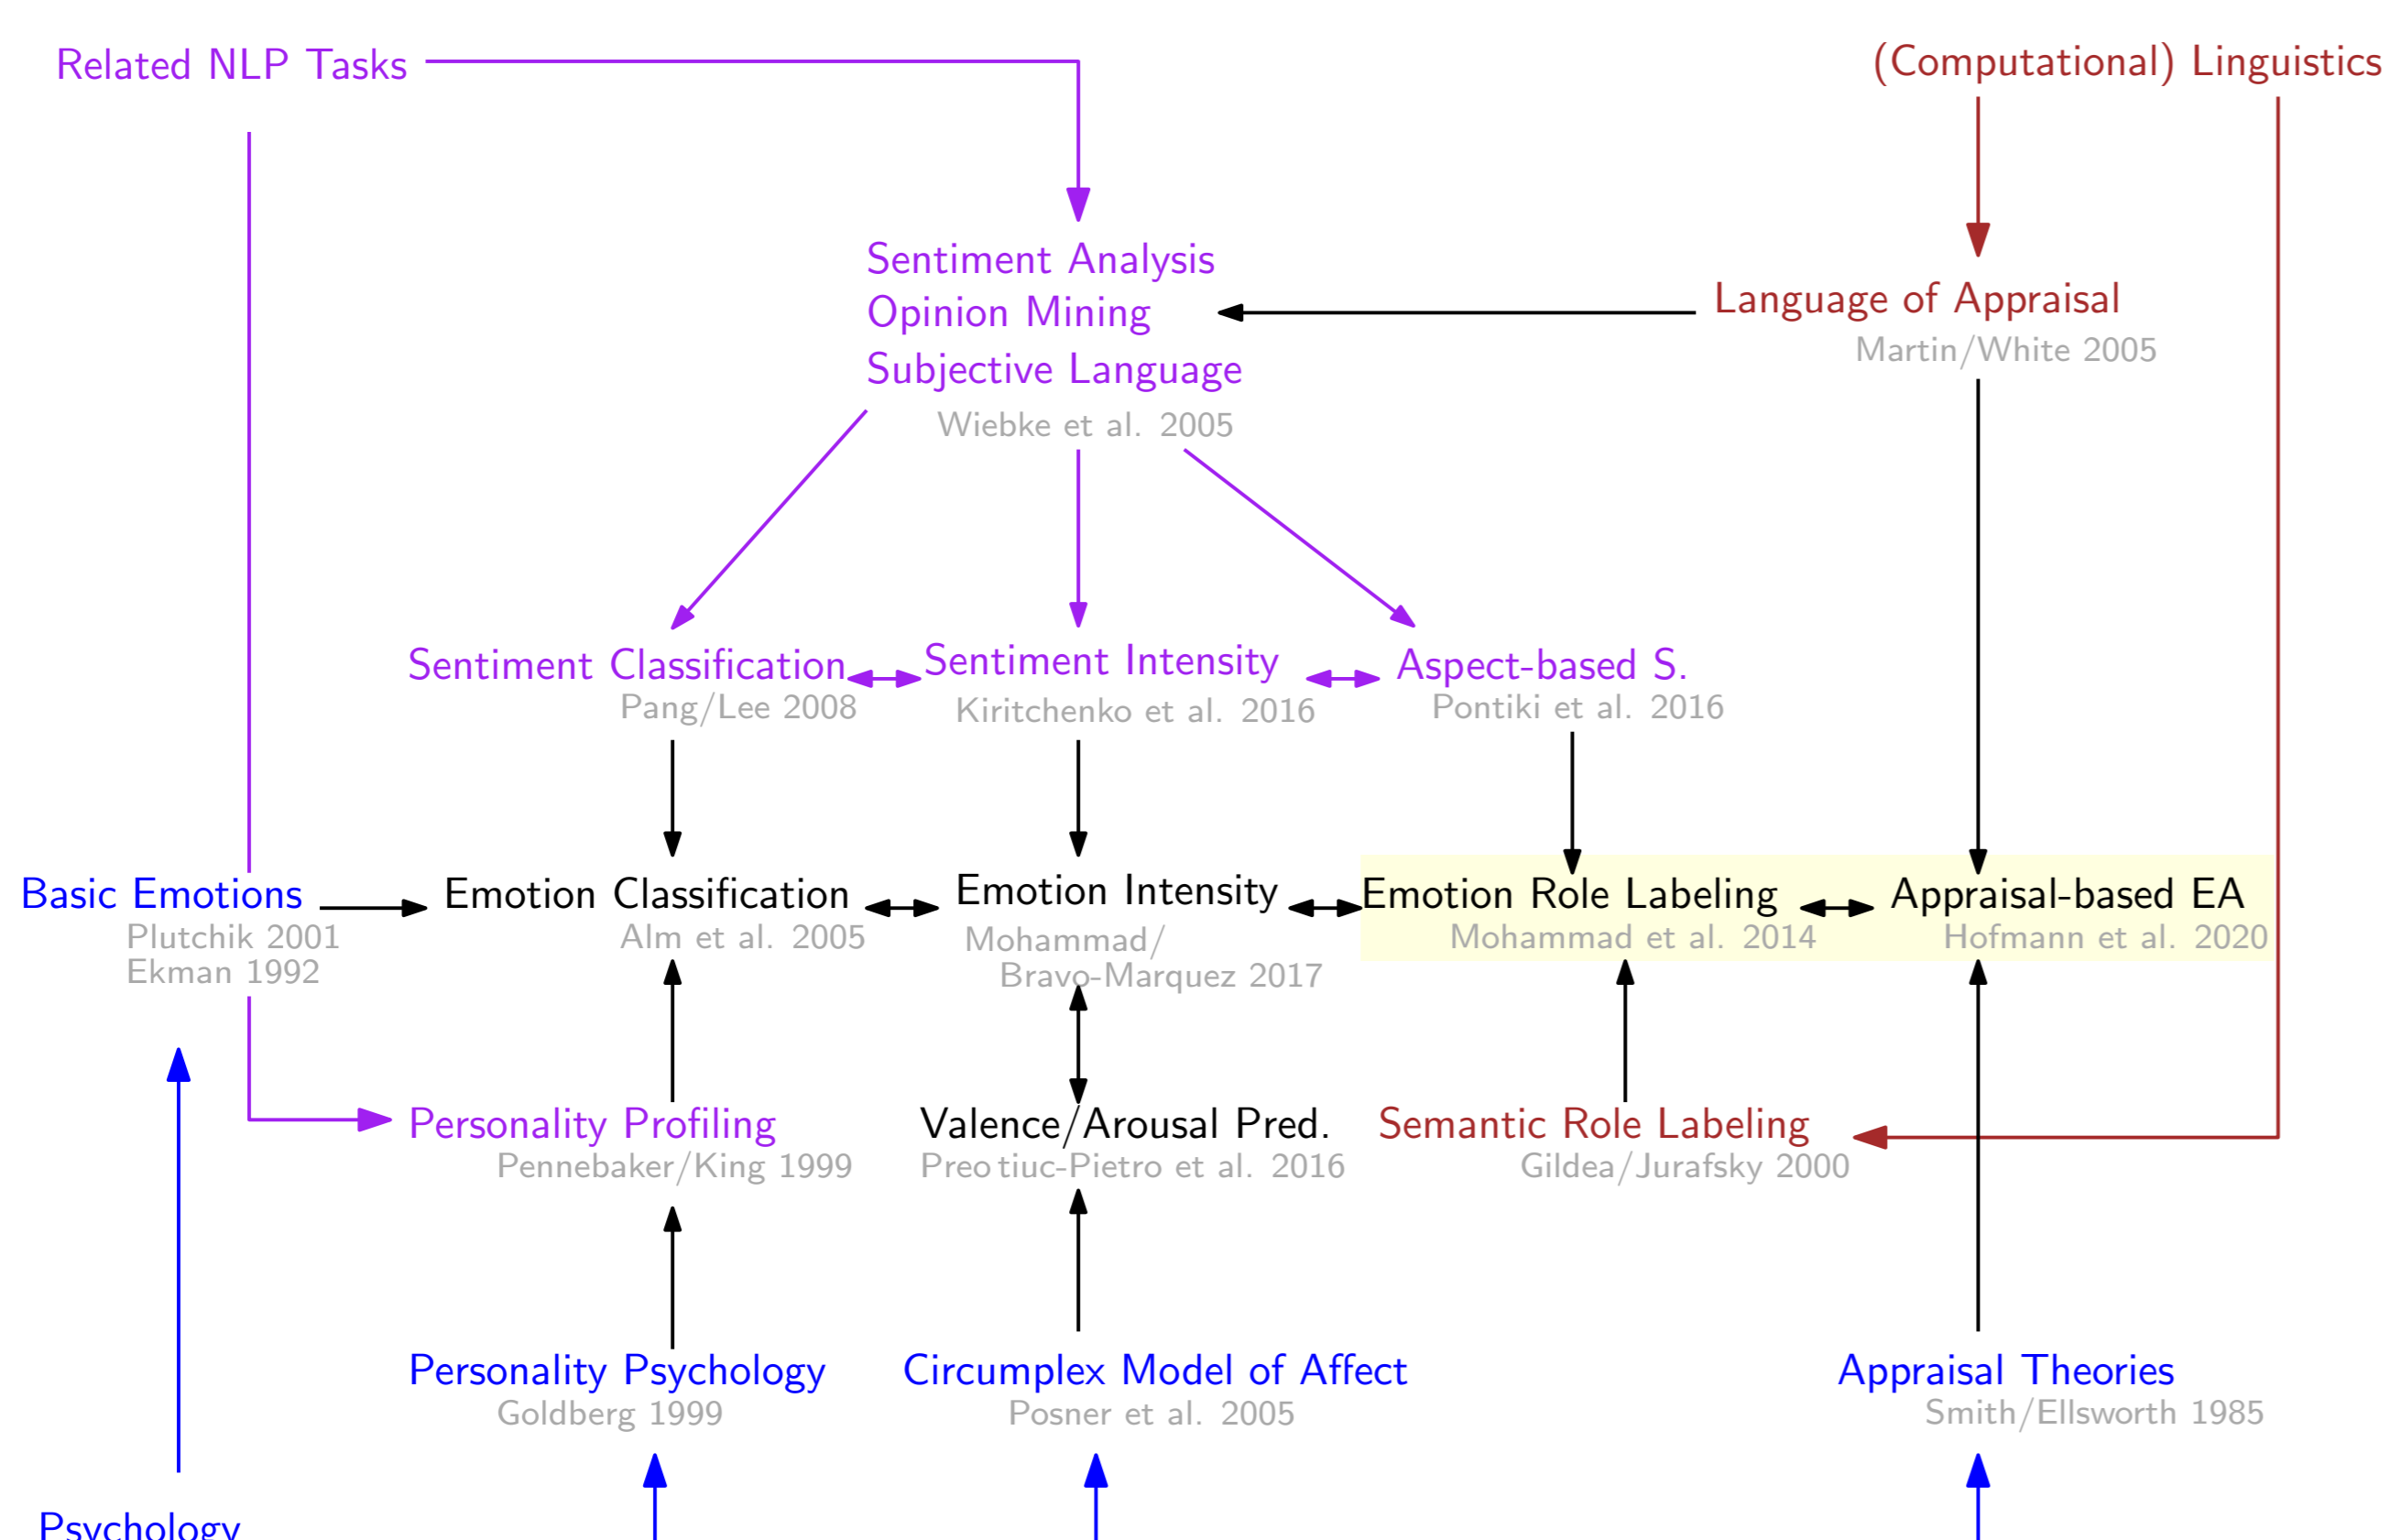 Related NLP Tasks
(Computational) Linguistics
Sentiment Analysis
Opinion Mining
Subjective Language
Wiebke et al. 2005
Language of Appraisal
Martin/White 2005
Sentiment Classification
Pang/Lee 2008
Sentiment Intensity
Kiritchenko et al. 2016
Aspect-based S.
Pontiki et al. 2016
Basic Emotions
Plutchik 2001
Ekman 1992
Emotion Classification
Alm et al. 2005
Emotion Intensity
Mohammad/
Bravo-Marquez 2017
Emotion Role Labeling
Mohammad et al. 2014
Appraisal-based EA
Hofmann et al. 2020
Personality Profiling
Pennebaker/King 1999
Valence/Arousal Pred.
Preo tiuc-Pietro et al. 2016
Semantic Role Labeling
Gildea/Jurafsky 2000
Personality Psychology
Goldberg 1999
Circumplex Model of Affect
Posner et al. 2005
Appraisal Theories
Smith/Ellsworth 1985
Psychology